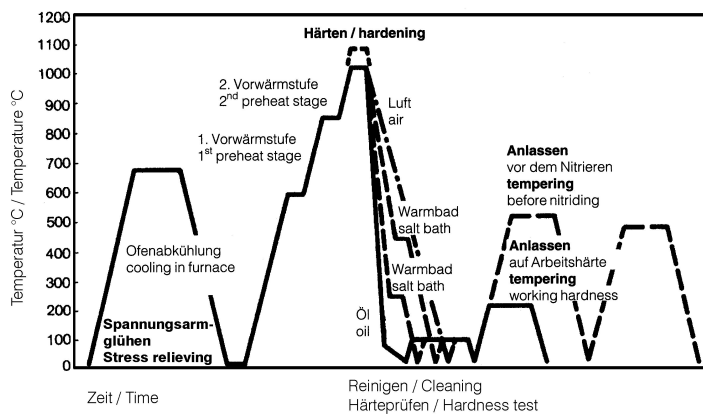 1200
1100
1000
900
800
700
600
500
400
300
200
100
0
Temperatur °C / Temperature °C
Härten / hardening
2. Vorwärmstufe
2nd preheat stage
1. Vorwärmstufe
1st preheat stage
Luft
air
Anlassen
vor dem Nitrieren
tempering
before nitriding
Warmbad
salt bath
Ofenabkühlung
cooling in furnace
Anlassen
auf Arbeitshärte
tempering
working hardness
Warmbad
salt bath
Öl
oil
Spannungsarm-
glühen
Stress relieving
Zeit / Time
Reinigen / Cleaning
Härteprüfen / Hardness test